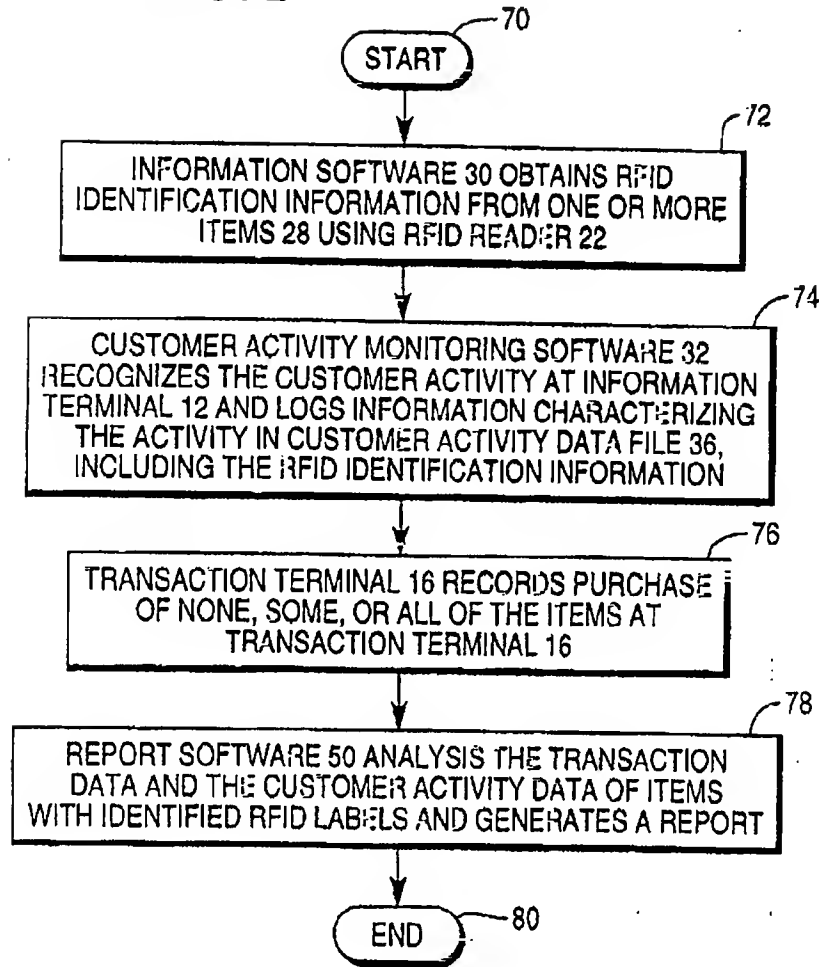 70
START
72
INFORMATION SOFTWARE 30 OBTAINS RFID
IDENTIFICATION INFORMATION FROM ONE OR MORE
ITEMS 28 USING RFID READER 22
74
CUSTOMER ACTIVITY MONITORING SOFTWARE 32
RECOGNIZES THE CUSTOMER ACTIVITY AT INFORMATION
TERMINAL 12 AND LOGS INFORMATION CHARACTERIZING
THE ACTIVITY IN CUSTOMER ACTIVITY DATA FILE 36,
INCLUDING THE RFID IDENTIFICATION INFORMATION
76
TRANSACTION TERMINAL 16 RECORDS PURCHASE
OF NONE, SOME, OR ALL OF THE ITEMS AT
TRANSACTION TERMINAL 16
78
REPORT SOFTWARE 50 ANALYSIS THE TRANSACTION
DATA AND THE CUSTOMER ACTIVITY DATA OF ITEMS
WITH IDENTIFIED RFID LABELS AND GENERATES A REPORT
END
80